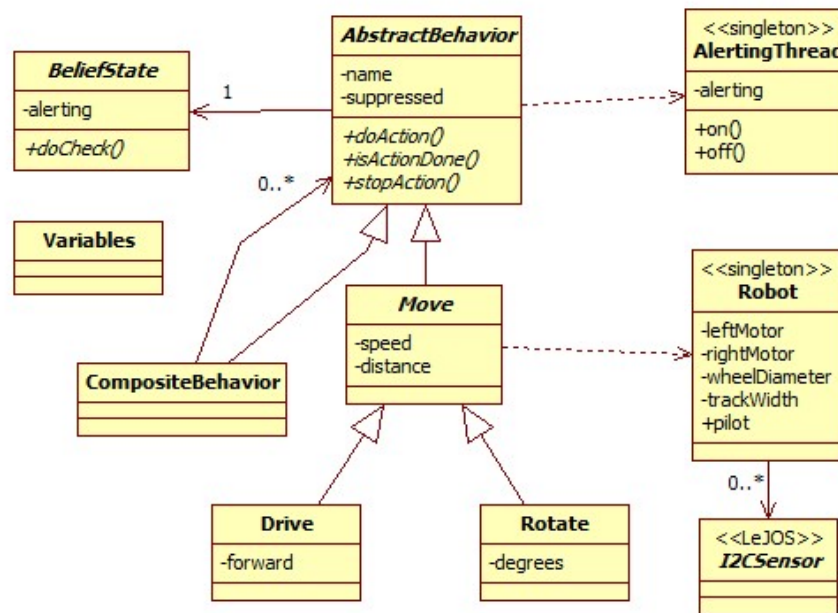 BeliefState
-alerting
+doCheck()
1
AbstractBehavior
-name
-suppressed
+doAction()
+isActionDone()
+stopAction()
<<singleton>>
AlertingThread
-alerting
+on()
+off()
0..*
Variables
CompositeBehavior
Move
-speed
-distance
<<singleton>>
Robot
-leftMotor
-rightMotor
-wheelDiameter
-trackWidth
+pilot
0..*
Drive
-forward
Rotate
-degrees
<<LeJOS>>
I2CSensor